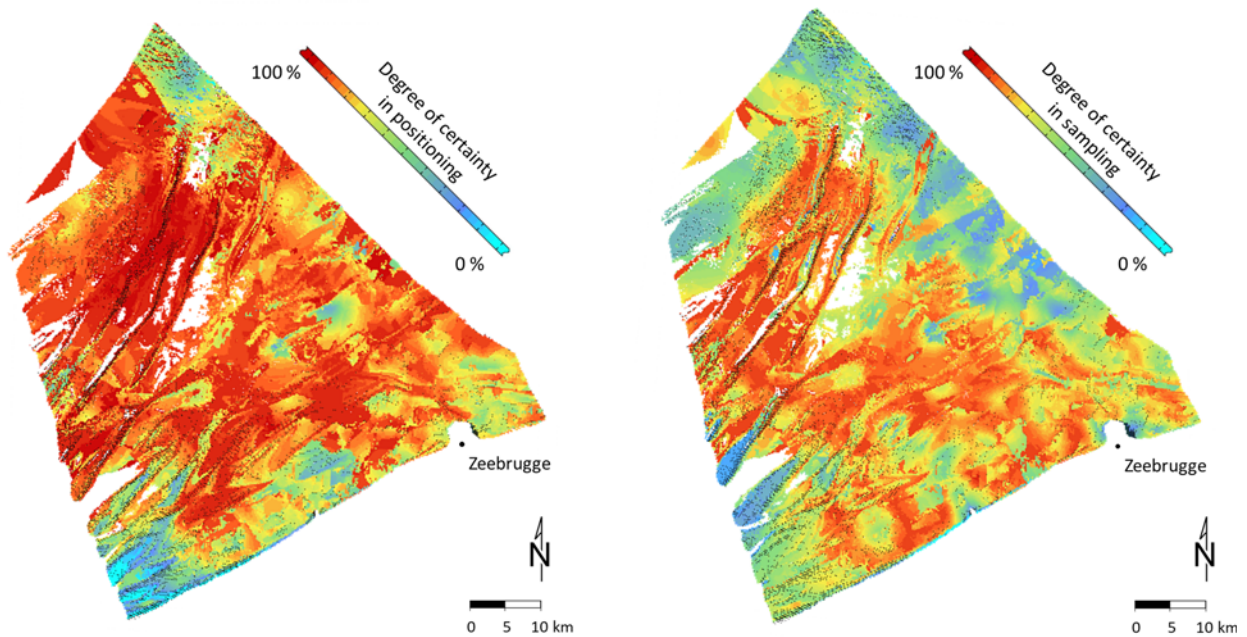 100 %
Degree of certainty
in positioning
0 %
Zeebrugge
N
0 5 10 km
100 %
Degree of certainty
in sampling
0 %
Zeebrugge
N
0 5 10 km